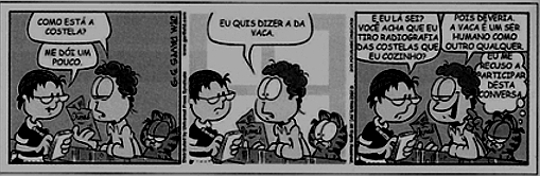 COMO ESTÁ A
COSTELA?
ME DÓI UM
POUCO.
EU QUIS DIZER A DA
VACA.
E EU LÁ SEI?
VOCÊ ACHA QUE EU
TIRO RADIOGRAFIA
DAS COSTELAS QUE
EU COZINHO?
POIS DEVERIA.
A VACA É UM SER
HUMANO COMO
OUTRO QUALQUER.
EU ME
RECUSO A
PARTICIPAR
DESTA
CONVERSA.